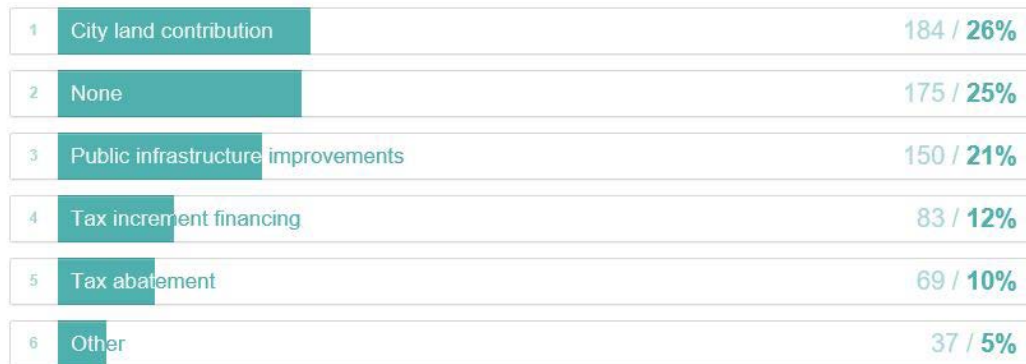 1 City land contribution 184 / 26%
2 None 175 / 25%
3 Public infrastructure improvements 150 / 21%
4 Tax increment financing 83 / 12%
5 Tax abatement 69 / 10%
6 Other 37 / 5%